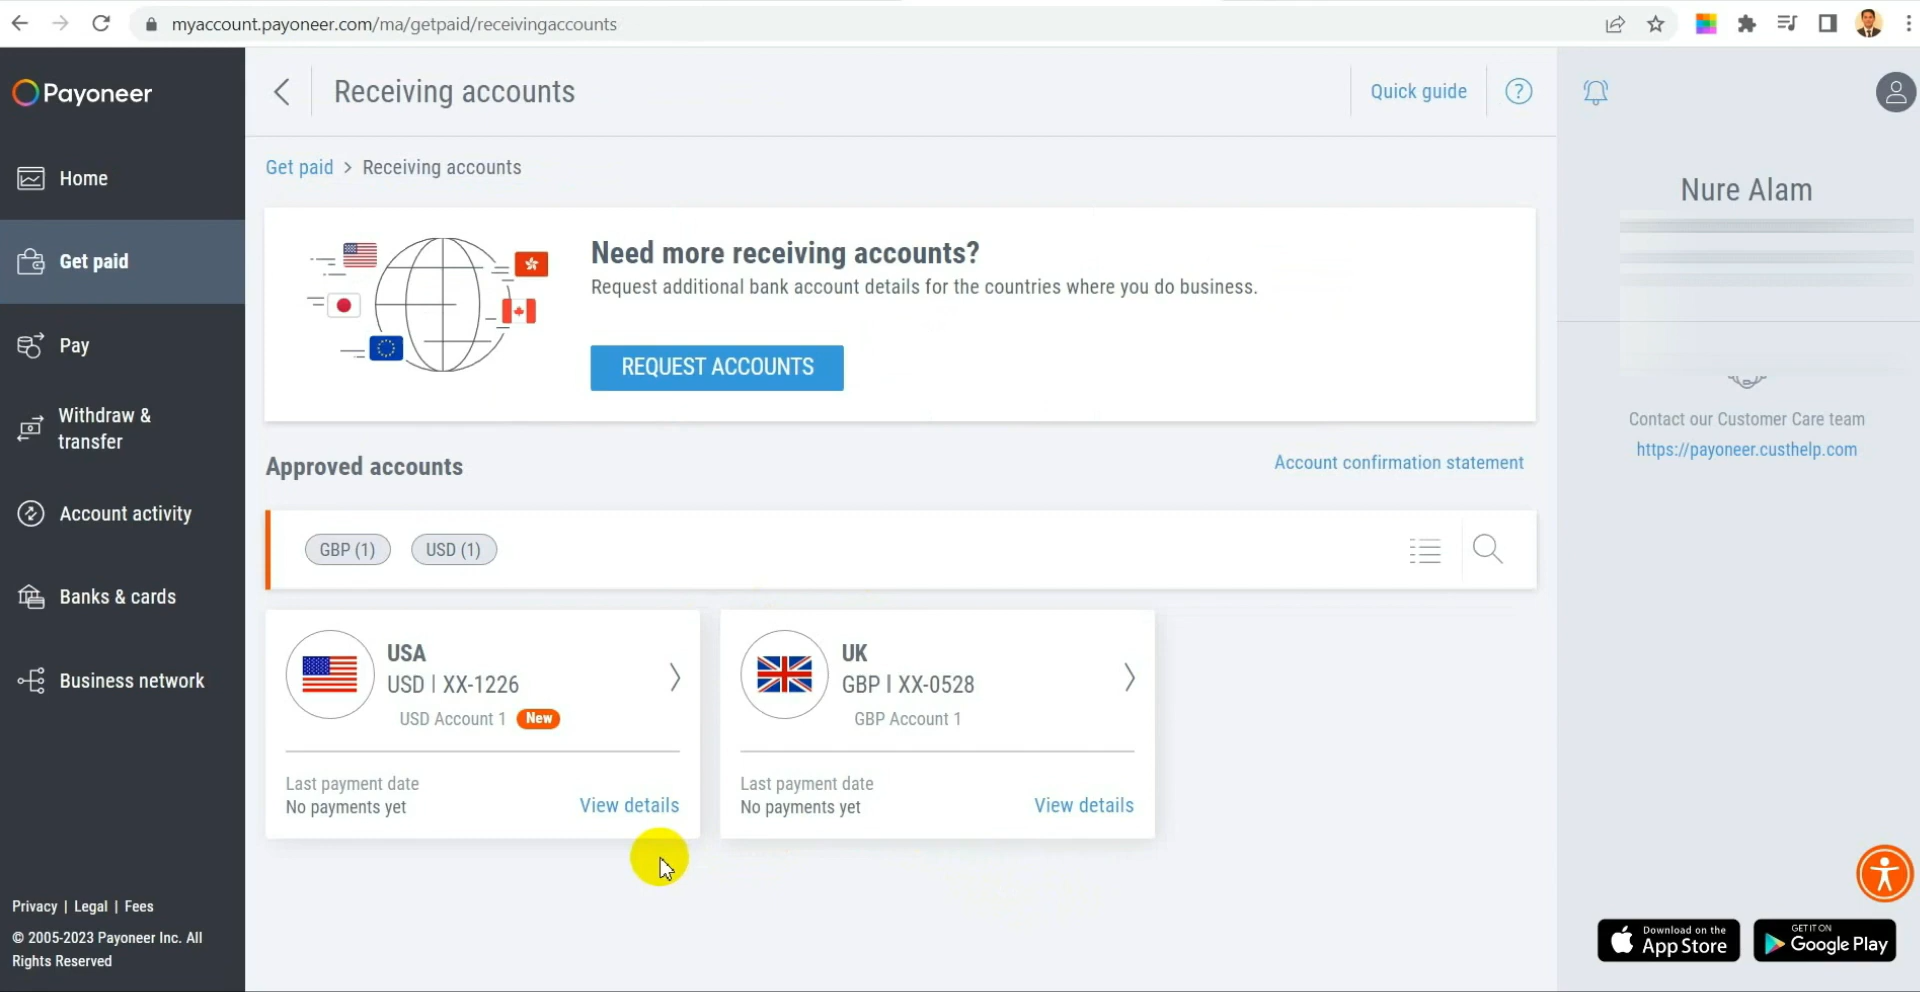 myaccount.payoneer.com/ma/getpaid/receivingaccounts
Payoneer
Home
Get paid
Pay
Withdraw &
transfer
Account activity
Banks & cards
Business network
Privacy | Legal | Fees
© 2005-2023 Payoneer Inc. All
Rights Reserved
Receiving accounts
Quick guide
?
Get paid > Receiving accounts
Need more receiving accounts?
Request additional bank account details for the countries where you do business.
REQUEST ACCOUNTS
Approved accounts
Account confirmation statement
GBP (1)
USD (1)
USA
USD | XX-1226
USD Account 1 New
Last payment date
No payments yet
View details
UK
GBP | XX-0528
GBP Account 1
Last payment date
No payments yet
View details
Nure Alam
Contact our Customer Care team
https://payoneer.custhelp.com
Download on the
App Store
GET IT ON
Google Play